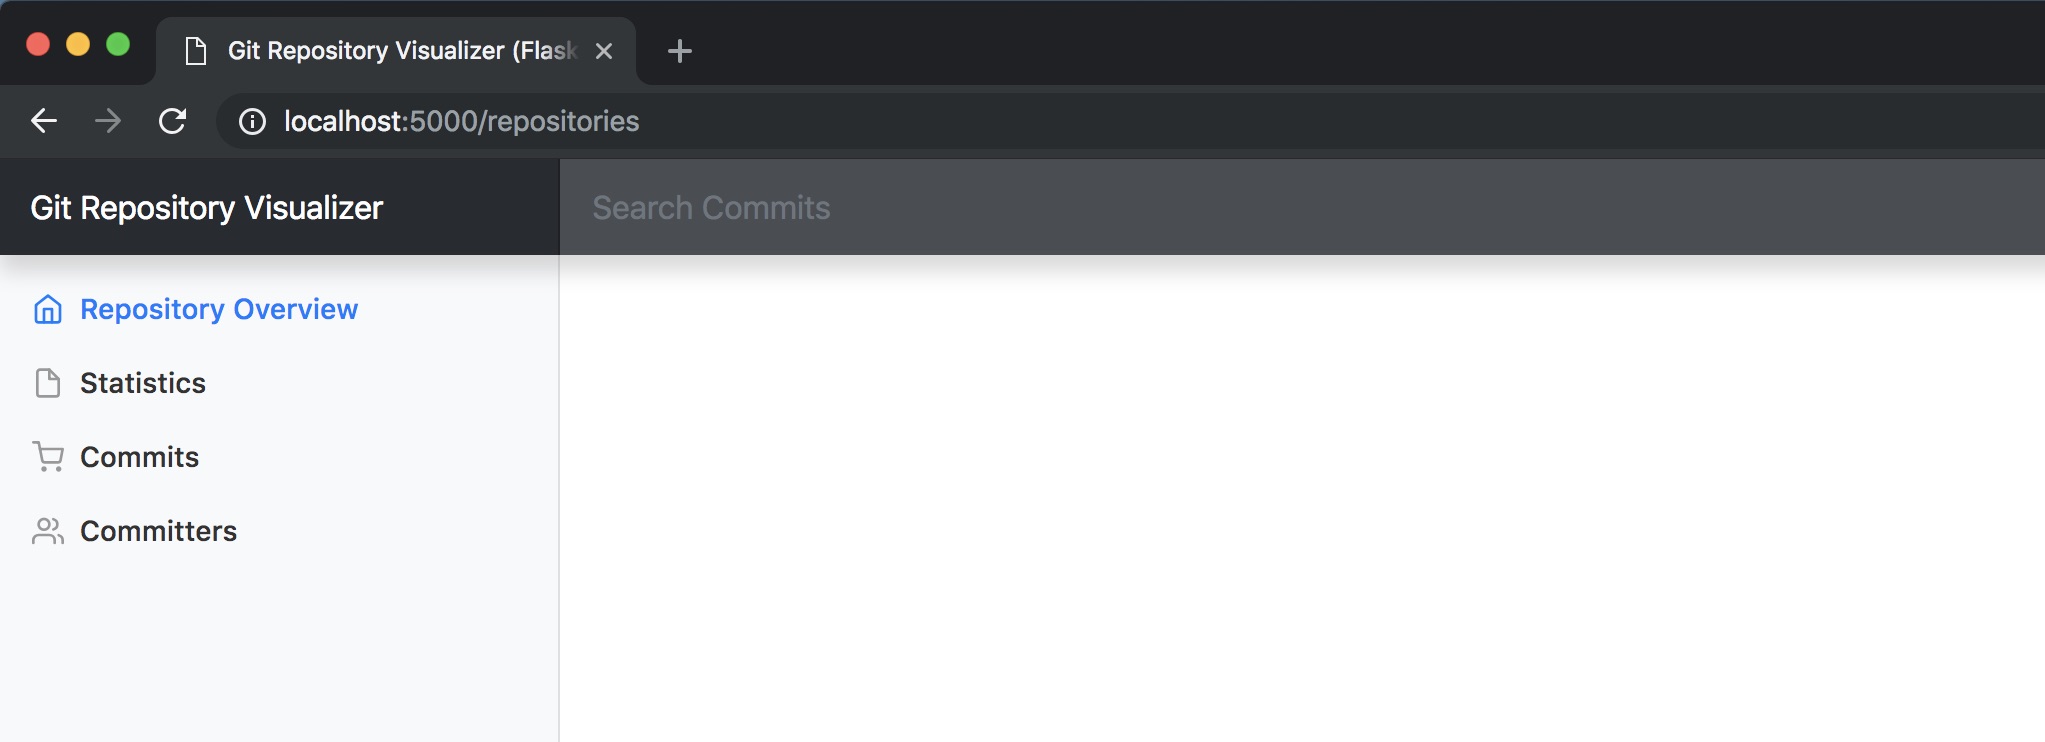 Git Repository Visualizer (Flask
localhost:5000/repositories
Git Repository Visualizer
Search Commits
Repository Overview
Statistics
Commits
Committers